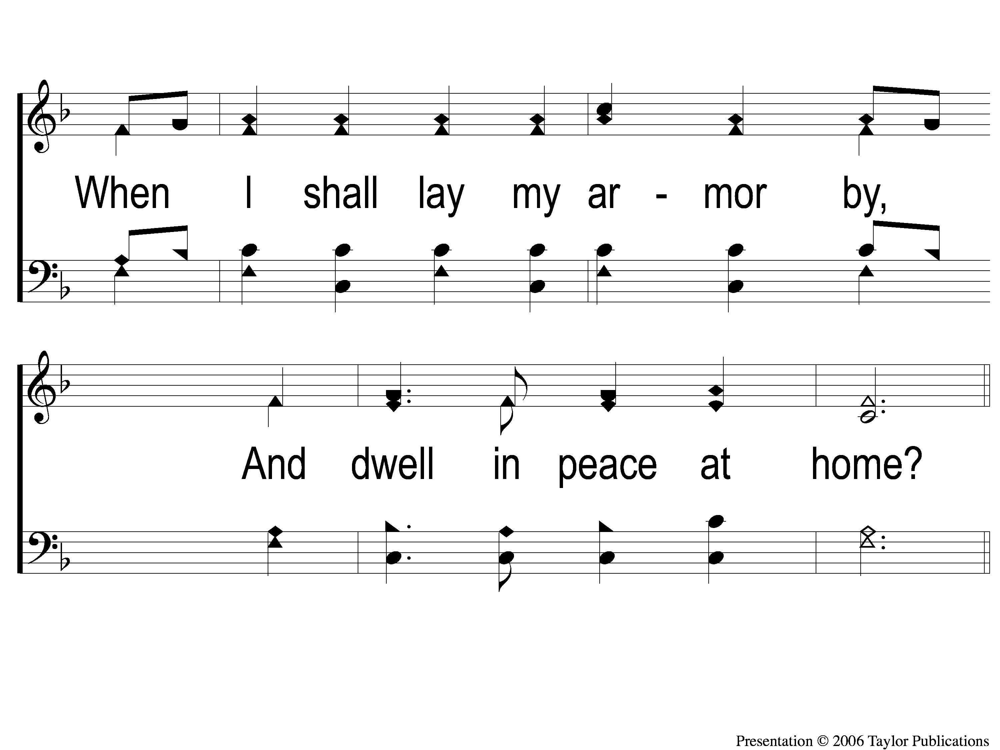 When I shall lay my ar - mor by,
And dwell in peace at home?
Presentation © 2006 Taylor Publications